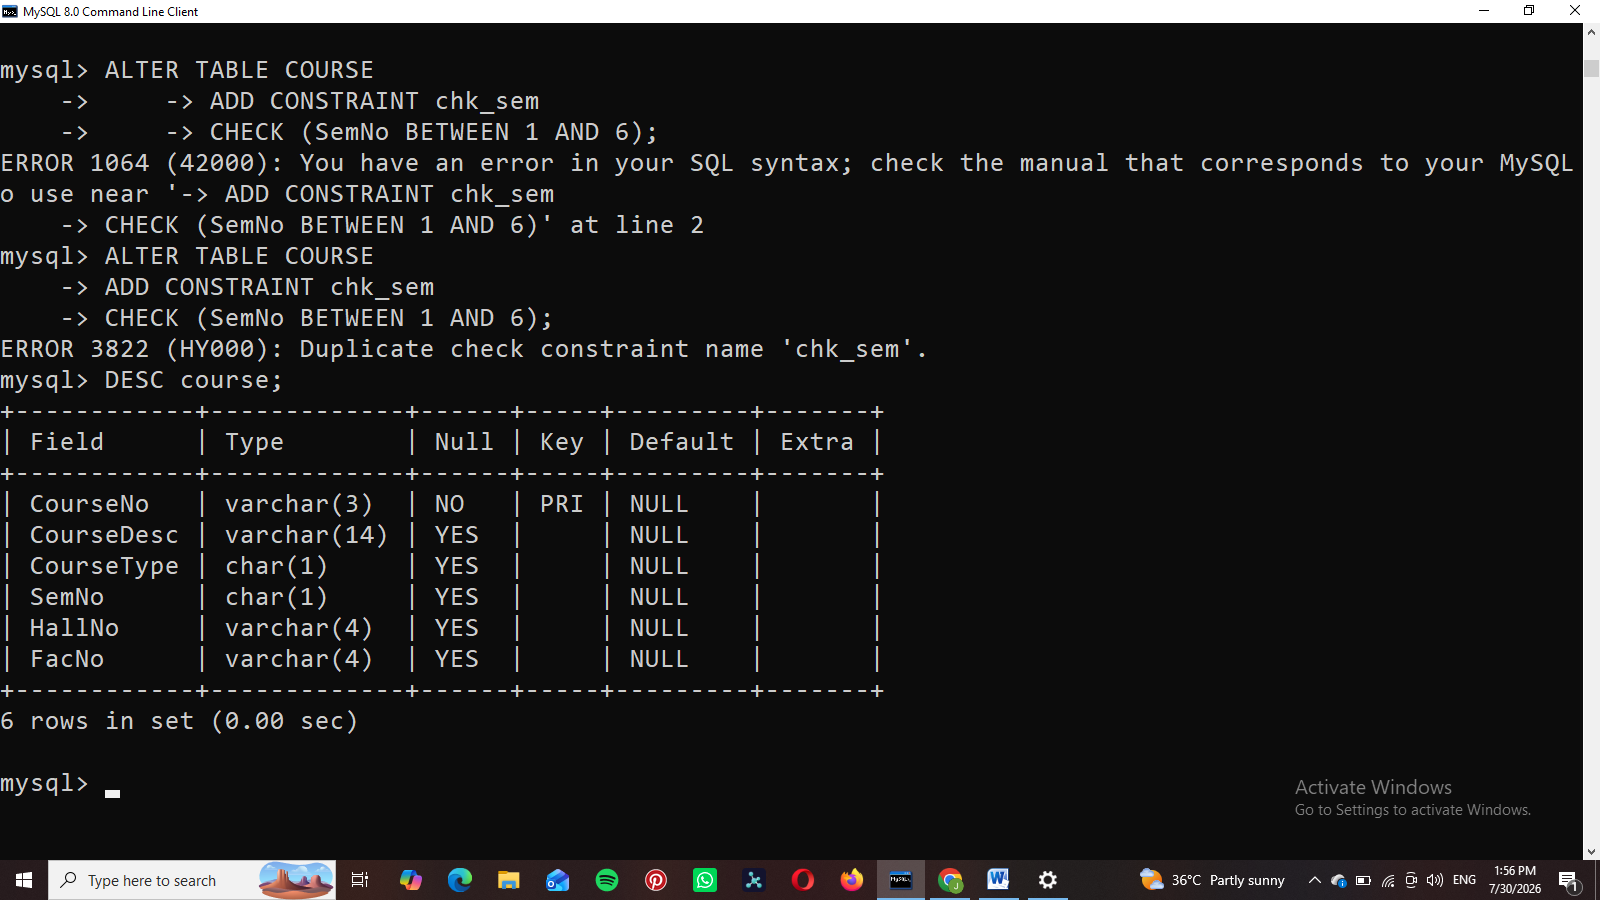 MySQL 8.0 Command Line Client
mysql> ALTER TABLE COURSE
    ->     -> ADD CONSTRAINT chk_sem
    ->     -> CHECK (SemNo BETWEEN 1 AND 6);
ERROR 1064 (42000): You have an error in your SQL syntax; check the manual that corresponds to your MySQL
o use near '-> ADD CONSTRAINT chk_sem
    -> CHECK (SemNo BETWEEN 1 AND 6)' at line 2
mysql> ALTER TABLE COURSE
    -> ADD CONSTRAINT chk_sem
    -> CHECK (SemNo BETWEEN 1 AND 6);
ERROR 3822 (HY000): Duplicate check constraint name 'chk_sem'.
mysql> DESC course;
+------------+-------------+------+-----+---------+-------+
| Field      | Type        | Null | Key | Default | Extra |
+------------+-------------+------+-----+---------+-------+
| CourseNo   | varchar(3)  | NO   | PRI | NULL    |       |
| CourseDesc | varchar(14) | YES  |     | NULL    |       |
| CourseType | char(1)     | YES  |     | NULL    |       |
| SemNo      | char(1)     | YES  |     | NULL    |       |
| HallNo     | varchar(4)  | YES  |     | NULL    |       |
| FacNo      | varchar(4)  | YES  |     | NULL    |       |
+------------+-------------+------+-----+---------+-------+
6 rows in set (0.00 sec)
mysql>
Activate Windows
Go to Settings to activate Windows.
Type here to search
36°C Partly sunny
ENG
1:56 PM
7/30/2026
1